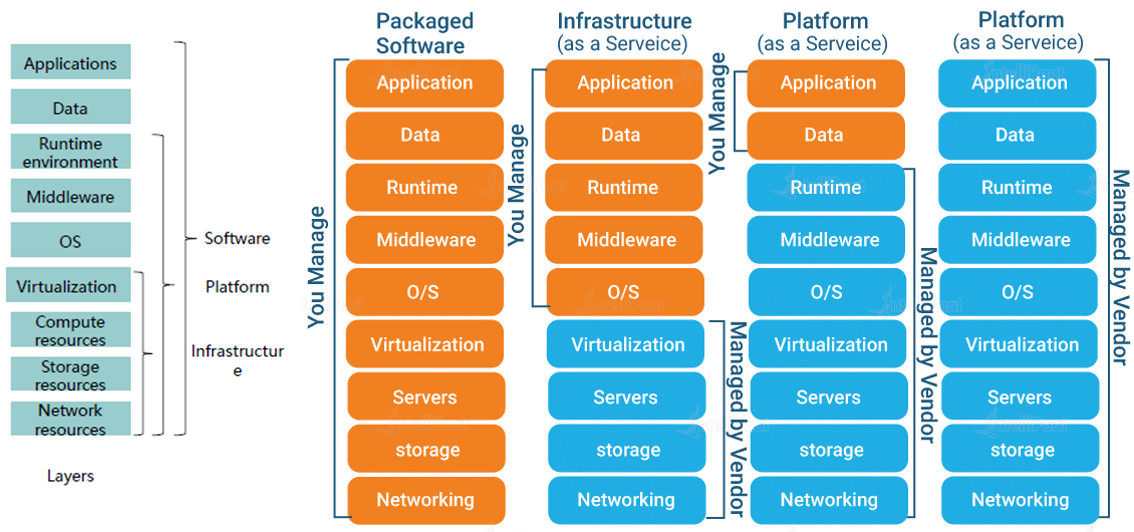 Applications
Data
Runtime
environment
Middleware
OS
Virtualization
Compute
resources
Storage
resources
Network
resources
Layers
Software
Platform
Infrastructur
e
Packaged
Software
You Manage
Application
Data
Runtime
Middleware
O/S
Virtualization
Servers
storage
Networking
Infrastructure
(as a Serveice)
You Manage
Application
Data
Runtime
Middleware
O/S
Virtualization
Servers
storage
Networking
Managed by Vendor
Platform
(as a Serveice)
You Manage
Application
Data
Runtime
Middleware
O/S
Virtualization
Servers
storage
Networking
Managed by Vendor
Platform
(as a Serveice)
Application
Data
Runtime
Middleware
O/S
Virtualization
Servers
storage
Networking
Managed by Vendor